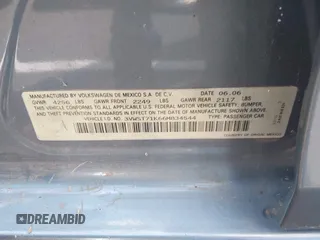 MANUFACTURED BY VOLKSWAGEN DE MEXICO S.A. DE C.V. DATE 06.06
GVWR 4256 LBS GAWR FRONT 2249 LBS GAWR REAR 2117 LBS
THIS VEHICLE CONFORMS TO ALL APPLICABLE U.S. FEDERAL MOTOR VEHICLE SAFETY, BUMPER,
AND THEFT PREVENTION STANDARDS IN EFFECT ON THE DATE OF MANUFACTURE SHOWN ABOVE.
VEHICLE I.D. NO. TYPE: PASSENGER CAR
DREAMBID